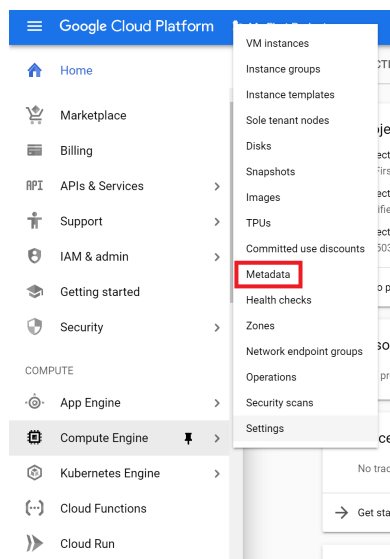 Google Cloud Platform
Home
Marketplace
Billing
API APIs & Services
Support
IAM & admin
Getting started
Security
COMPUTE
App Engine
Compute Engine
Kubernetes Engine
Cloud Functions
Cloud Run
VM instances
Instance groups
Instance templates
Sole tenant nodes
Disks
Snapshots
Images
TPUs
Committed use discounts
Metadata
Health checks
Zones
Network endpoint groups
Operations
Security scans
Settings
No trac
Get sta